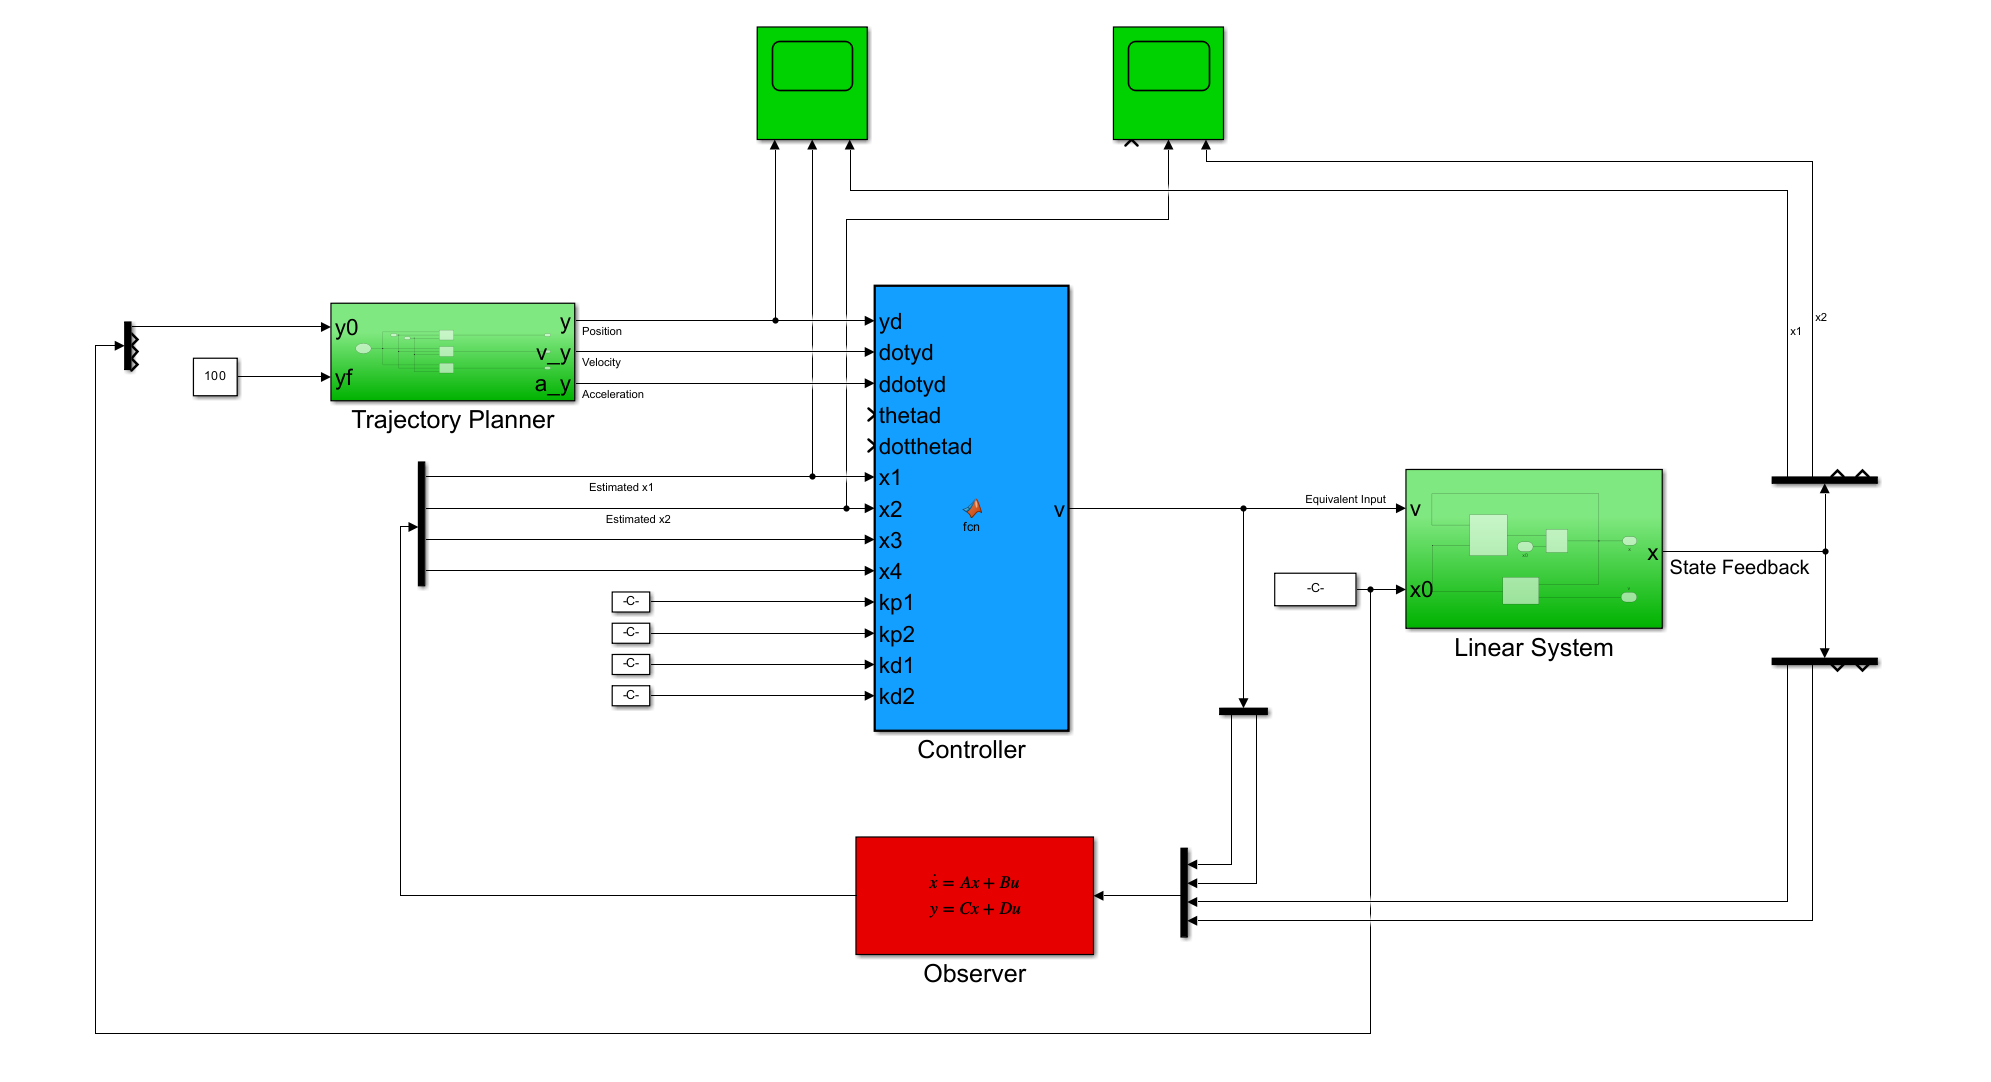 y0
yf
y
v_y
a_y
Trajectory Planner
100
Position
Velocity
Acceleration
Estimated x1
Estimated x2
-C-
-C-
-C-
-C-
yd
dotyd
ddotyd
thetad
dotthetad
x1
x2
x3
x4
kp1
kp2
kd1
kd2
fcn
v
Controller
Equivalent Input
-C-
v
x0
x
Linear System
State Feedback
x1
x2
ẋ = Ax + Bu
y = Cx + Du
Observer